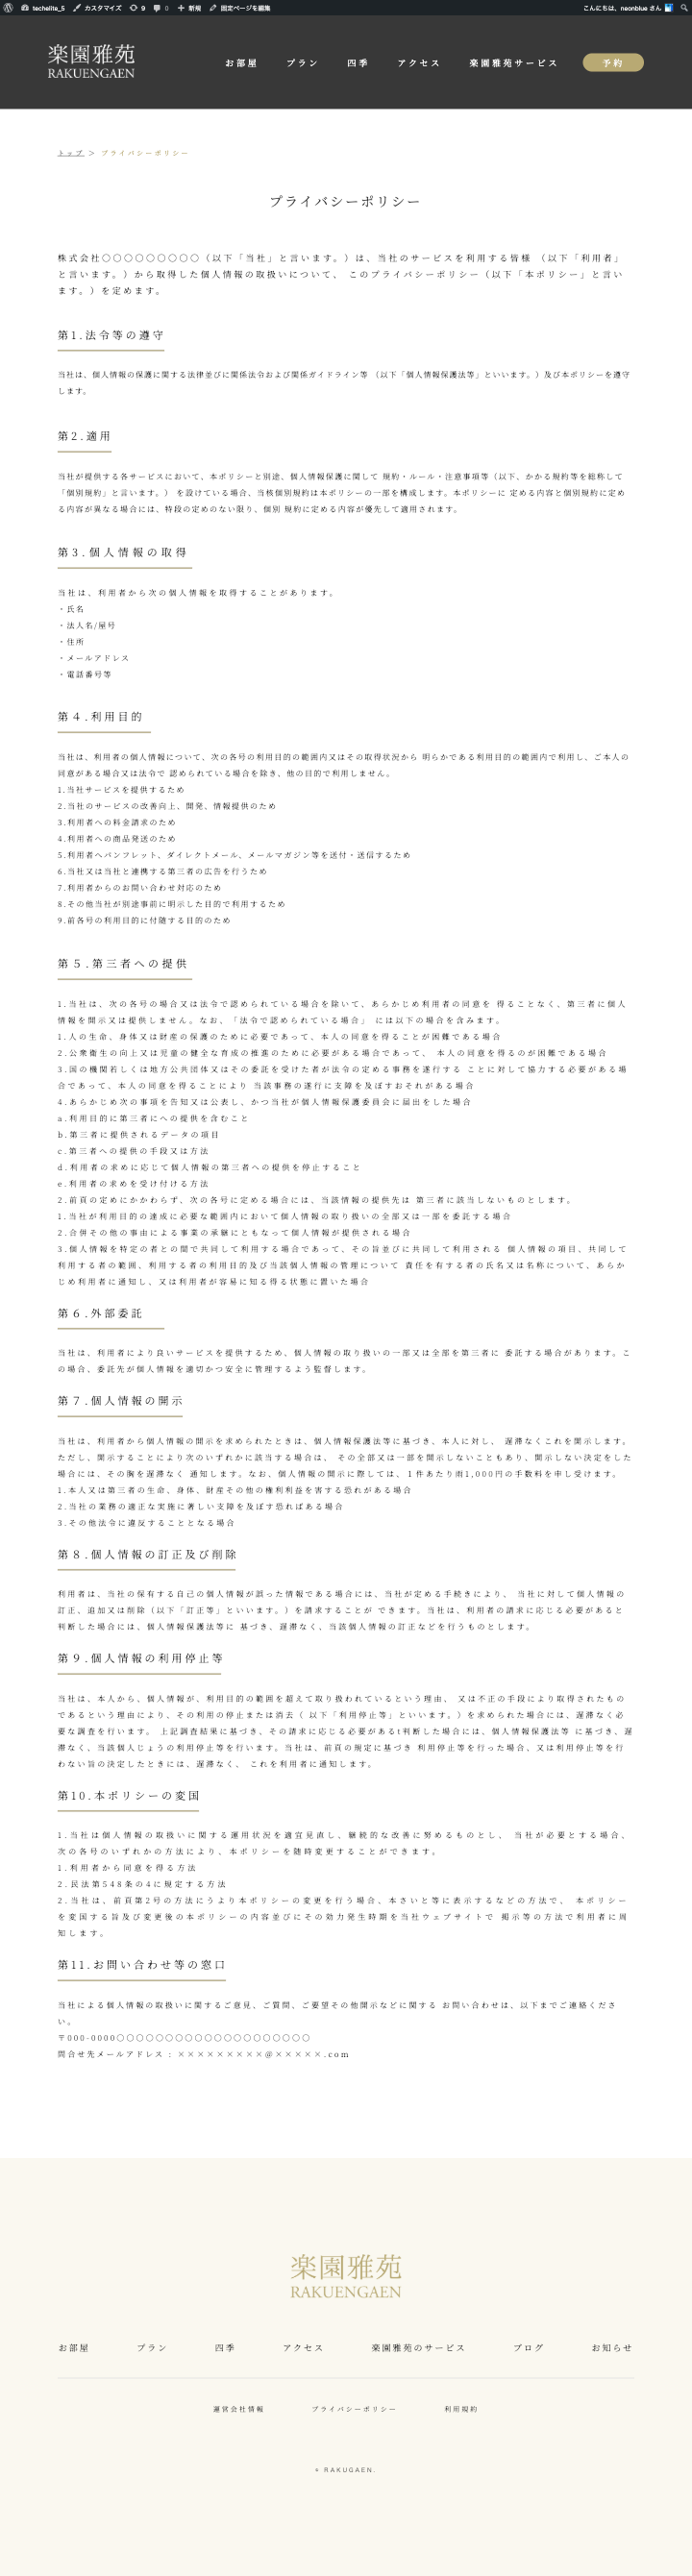 techelite_5 カスタマイズ 9 0 新規 固定ページを編集 こんにちは、neonblue さん
楽園雅苑
RAKUENGAEN
お部屋 プラン 四季 アクセス 楽園雅苑サービス 予約
トップ > プライバシーポリシー
プライバシーポリシー
株式会社〇〇〇〇〇〇〇〇〇（以下「当社」と言います。）は、当社のサービスを利用する皆様 （以下「利用者」
と言います。）から取得した個人情報の取扱いについて、 このプライバシーポリシー（以下「本ポリシー」と言い
ます。）を定めます。
第1.法令等の遵守
当社は、個人情報の保護に関する法律並びに関係法令および関係ガイドライン等 （以下「個人情報保護法等」といいます。）及び本ポリシーを遵守
します。
第2.適用
当社が提供する各サービスにおいて、本ポリシーと別途、個人情報保護に関して 規約・ルール・注意事項等（以下、かかる規約等を総称して
「個別規約」と言います。） を設けている場合、当核個別規約は本ポリシーの一部を構成します。本ポリシーに 定める内容と個別規約に定め
る内容が異なる場合には、特段の定めのない限り、個別 規約に定める内容が優先して適用されます。
第3.個人情報の取得
当社は、利用者から次の個人情報を取得することがあります。
・氏名
・法人名/屋号
・住所
・メールアドレス
・電話番号等
第４.利用目的
当社は、利用者の個人情報について、次の各号の利用目的の範囲内又はその取得状況から 明らかである利用目的の範囲内で利用し、ご本人の
同意がある場合又は法令で 認められている場合を除き、他の目的で利用しません。
1.当社サービスを提供するため
2.当社のサービスの改善向上、開発、情報提供のため
3.利用者への料金請求のため
4.利用者への商品発送のため
5.利用者へパンフレット、ダイレクトメール、メールマガジン等を送付・送信するため
6.当社又は当社と連携する第三者の広告を行うため
7.利用者からのお問い合わせ対応のため
8.その他当社が別途事前に明示した目的で利用するため
9.前各号の利用目的に付随する目的のため
第５.第三者への提供
1.当社は、次の各号の場合又は法令で認められている場合を除いて、あらかじめ利用者の同意を 得ることなく、第三者に個人
情報を開示又は提供しません。なお、「法令で認められている場合」 には以下の場合を含みます。
1.人の生命、身体又は財産の保護のために必要であって、本人の同意を得ることが困難である場合
2.公衆衛生の向上又は児童の健全な育成の推進のために必要がある場合であって、 本人の同意を得るのが困難である場合
3.国の機関若しくは地方公共団体又はその委託を受けた者が法令の定める事務を遂行する ことに対して協力する必要がある場
合であって、本人の同意を得ることにより 当該事務の遂行に支障を及ぼすおそれがある場合
4.あらかじめ次の事項を告知又は公表し、かつ当社が個人情報保護委員会に届出をした場合
a.利用目的に第三者にへの提供を含むこと
b.第三者に提供されるデータの項目
c.第三者への提供の手段又は方法
d.利用者の求めに応じて個人情報の第三者への提供を停止すること
e.利用者の求めを受け付ける方法
2.前頁の定めにかかわらず、次の各号に定める場合には、当該情報の提供先は 第三者に該当しないものとします。
1.当社が利用目的の達成に必要な範囲内において個人情報の取り扱いの全部又は一部を委託する場合
2.合併その他の事由による事業の承継にともなって個人情報が提供される場合
3.個人情報を特定の者との間で共同して利用する場合であって、その旨並びに共同して利用される 個人情報の項目、共同して
利用する者の範囲、利用する者の利用目的及び当該個人情報の管理について 責任を有する者の氏名又は名称について、あらか
じめ利用者に通知し、又は利用者が容易に知る得る状態に置いた場合
第６.外部委託
当社は、利用者により良いサービスを提供するため、個人情報の取り扱いの一部又は全部を第三者に 委託する場合があります。こ
の場合、委託先が個人情報を適切かつ安全に管理するよう監督します。
第７.個人情報の開示
当社は、利用者から個人情報の開示を求められたときは、個人情報保護法等に基づき、本人に対し、 遅滞なくこれを開示します。
ただし、開示することにより次のいずれかに該当する場合は、 その全部又は一部を開示しないこともあり、開示しない決定をした
場合には、その胸を遅滞なく 通知します。なお、個人情報の開示に際しては、１件あたり雨1,000円の手数料を申し受けます。
1.本人又は第三者の生命、身体、財産その他の権利利益を害する恐れがある場合
2.当社の業務の適正な実施に著しい支障を及ぼす恐ればある場合
3.その他法令に違反することとなる場合
第８.個人情報の訂正及び削除
利用者は、当社の保有する自己の個人情報が誤った情報である場合には、当社が定める手続きにより、 当社に対して個人情報の
訂正、追加又は削除（以下「訂正等」といいます。）を請求することが できます。当社は、利用者の請求に応じる必要があると
判断した場合には、個人情報保護法等に 基づき、遅滞なく、当該個人情報の訂正などを行うものとします。
第９.個人情報の利用停止等
当社は、本人から、個人情報が、利用目的の範囲を超えて取り扱われているという理由、 又は不正の手段により取得されたもの
であるという理由により、その利用の停止または消去（ 以下「利用停止等」といいます。）を求められた場合には、遅滞なく必
要な調査を行います。 上記調査結果に基づき、その請求に応じる必要があるt判断した場合には、個人情報保護法等 に基づき、遅
滞なく、当該個人じょうの利用停止等を行います。当社は、前頁の規定に基づき 利用停止等を行った場合、又は利用停止等を行
わない旨の決定したときには、遅滞なく、 これを利用者に通知します。
第10.本ポリシーの変国
1.当社は個人情報の取扱いに関する運用状況を適宜見直し、継続的な改善に努めるものとし、 当社が必要とする場合、
次の各号のいずれかの方法により、本ポリシーを随時変更することができます。
1.利用者から同意を得る方法
2.民法第548条の4に規定する方法
2.当社は、前頁第2号の方法にうより本ポリシーの変更を行う場合、本さいと等に表示するなどの方法で、 本ポリシー
を変国する旨及び変更後の本ポリシーの内容並びにその効力発生時期を当社ウェブサイトで 掲示等の方法で利用者に周
知します。
第11.お問い合わせ等の窓口
当社による個人情報の取扱いに関するご意見、ご質問、ご要望その他開示などに関する お問い合わせは、以下までご連絡くださ
い。
〒000-0000〇〇〇〇〇〇〇〇〇〇〇〇〇〇〇〇〇〇〇〇
問合せ先メールアドレス : ×××××××××@×××××.com
楽園雅苑
RAKUENGAEN
お部屋 プラン 四季 アクセス 楽園雅苑のサービス ブログ お知らせ
運営会社情報 プライバシーポリシー 利用規約
+ RAKUGAEN.